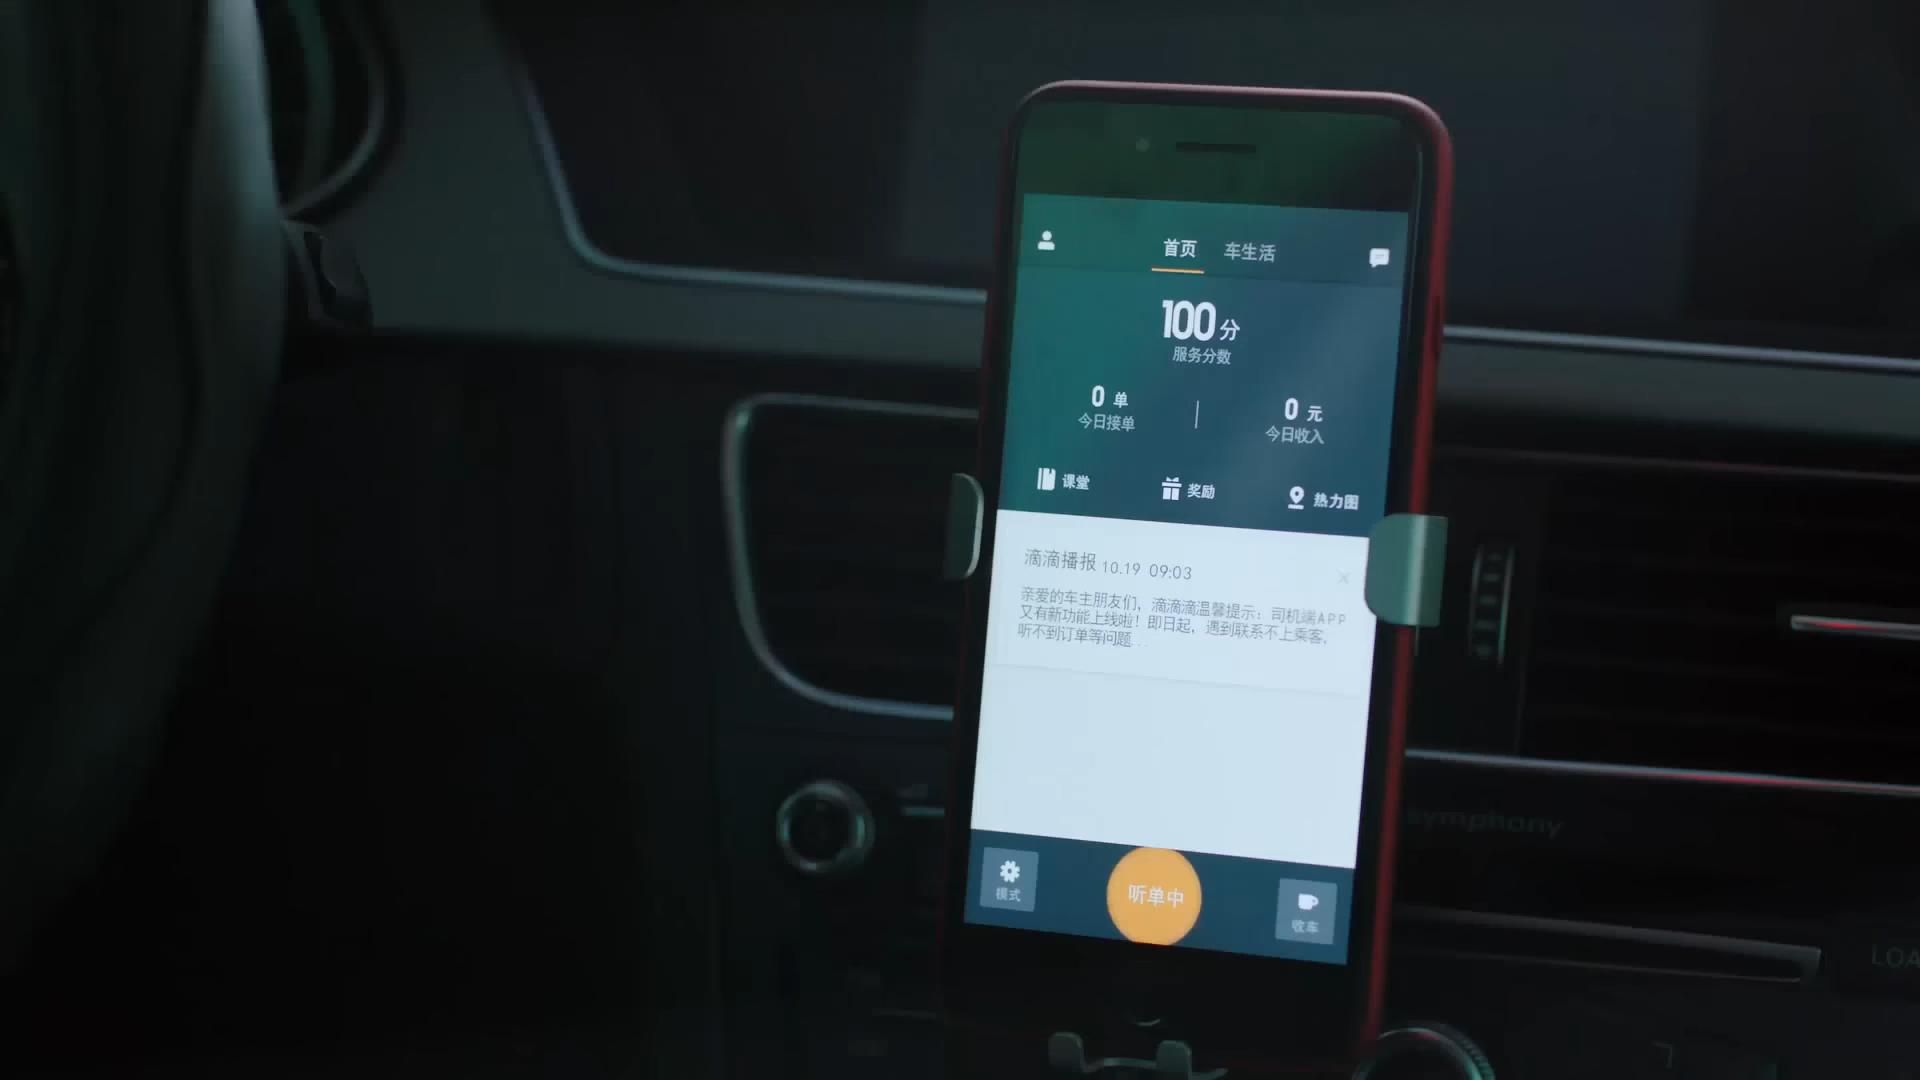 首页 车生活
100分
服务分数
0 单
今日接单
0 元
今日收入
课堂
奖励
热力图
滴滴播报 10.19 09:03
亲爱的车主朋友们，滴滴滴温馨提示：司机端APP
又有新功能上线啦！即日起，遇到联系不上乘客，
听不到订单等问题...
模式
听单中
收车
symphony
LOA